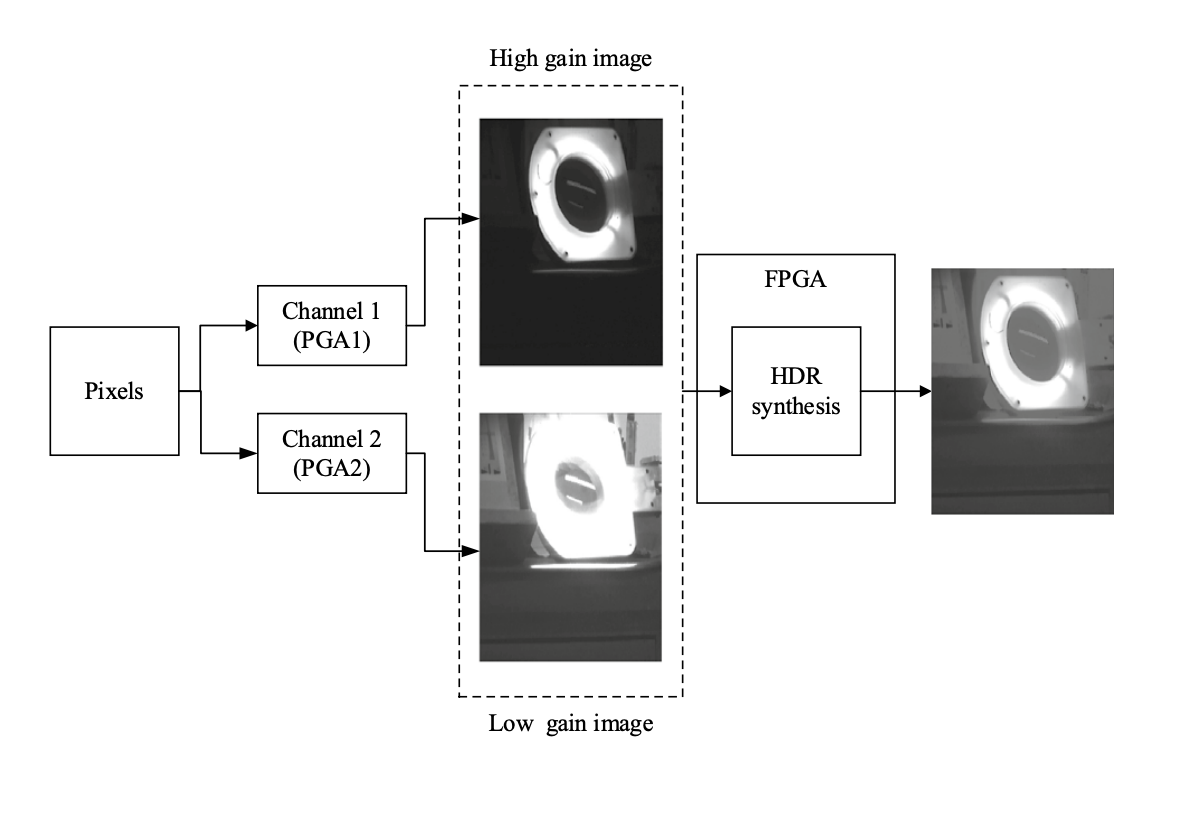 High gain image
Channel 1
(PGA1)
Pixels
Channel 2
(PGA2)
FPGA
HDR
synthesis
Low gain image